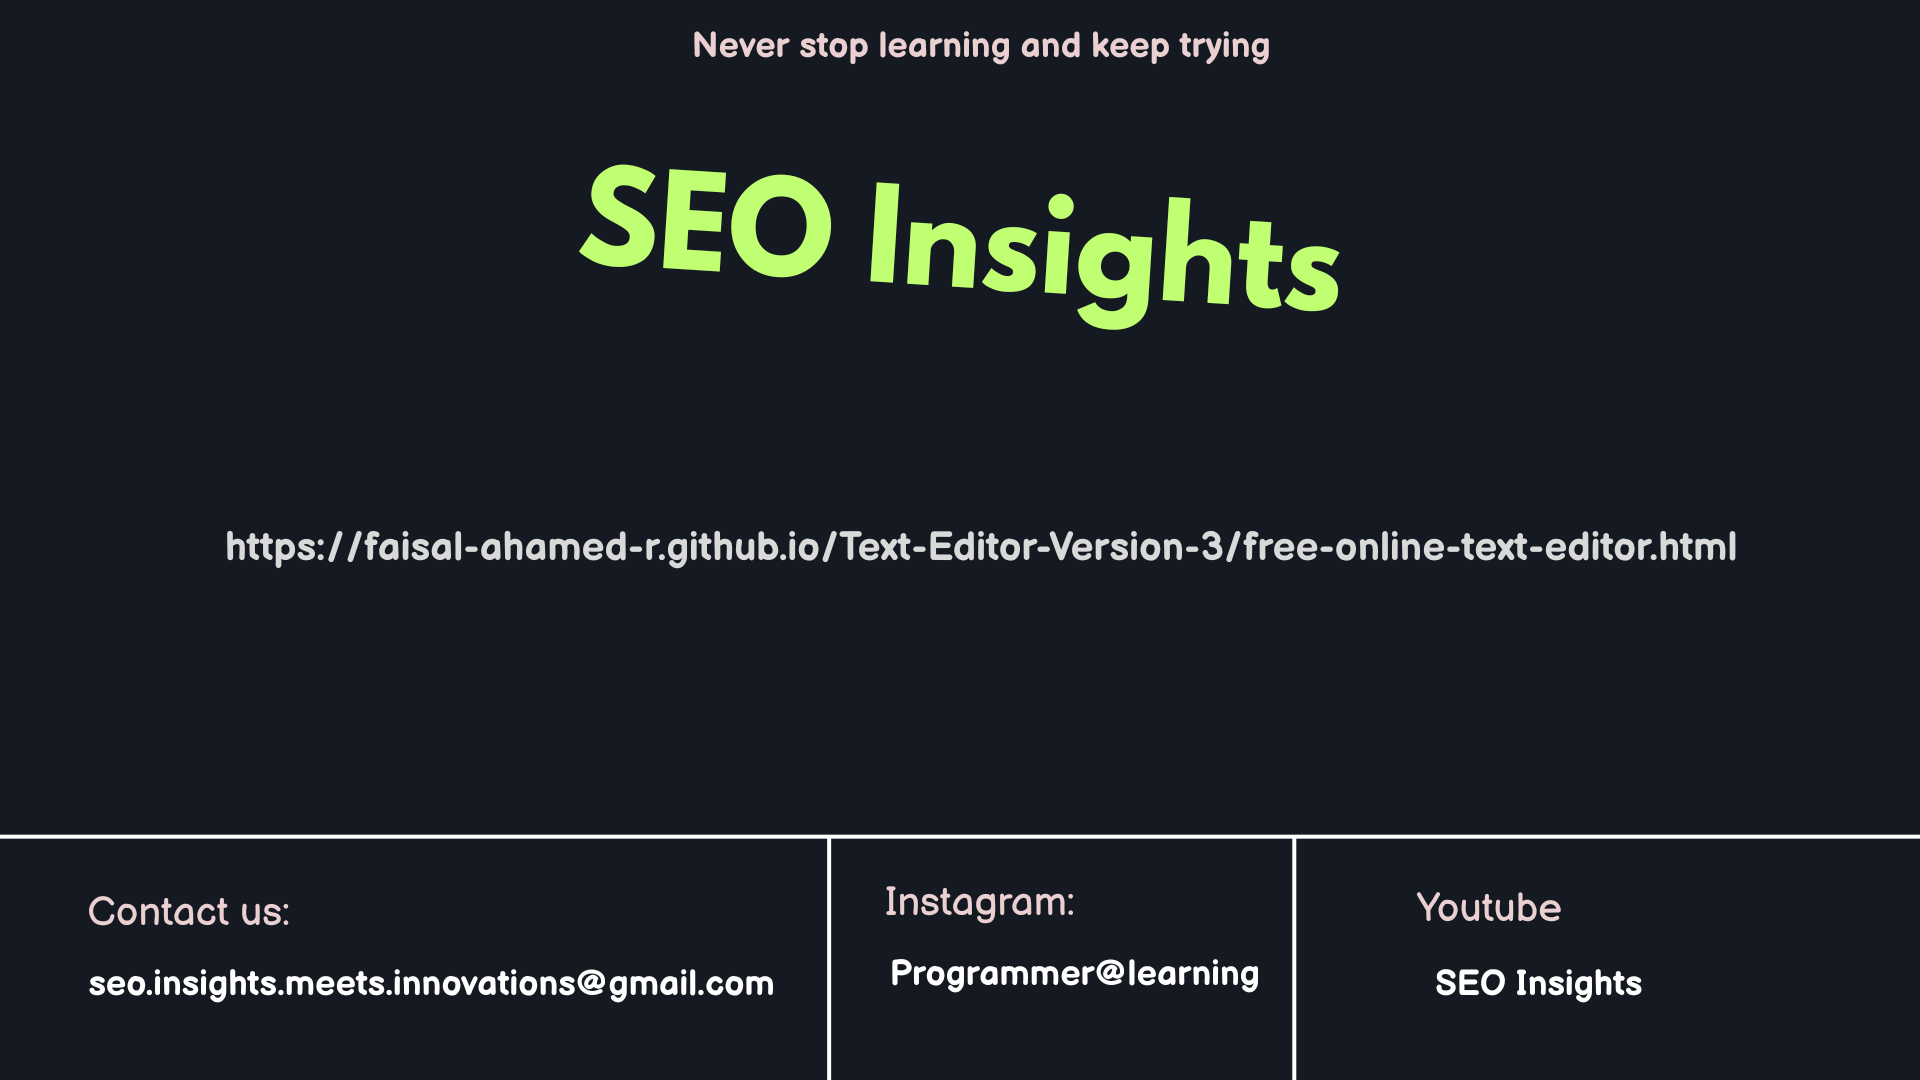 Never stop learning and keep trying
SEO Insights
https://faisal-ahamed-r.github.io/Text-Editor-Version-3/free-online-text-editor.html
Contact us:
seo.insights.meets.innovations@gmail.com
Instagram:
Programmer@learning
Youtube
SEO Insights